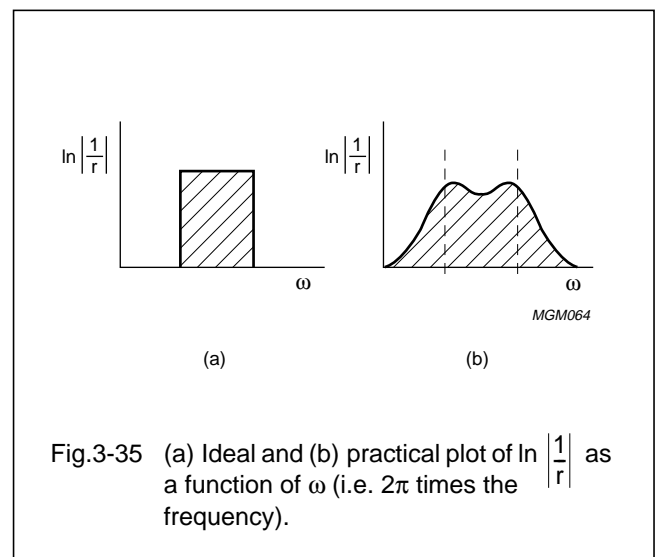 ln |1/r|
ln |1/r|
ω
ω
MGM064
(a)
(b)
Fig.3-35 (a) Ideal and (b) practical plot of ln |1/r| as
a function of ω (i.e. 2π times the
frequency).